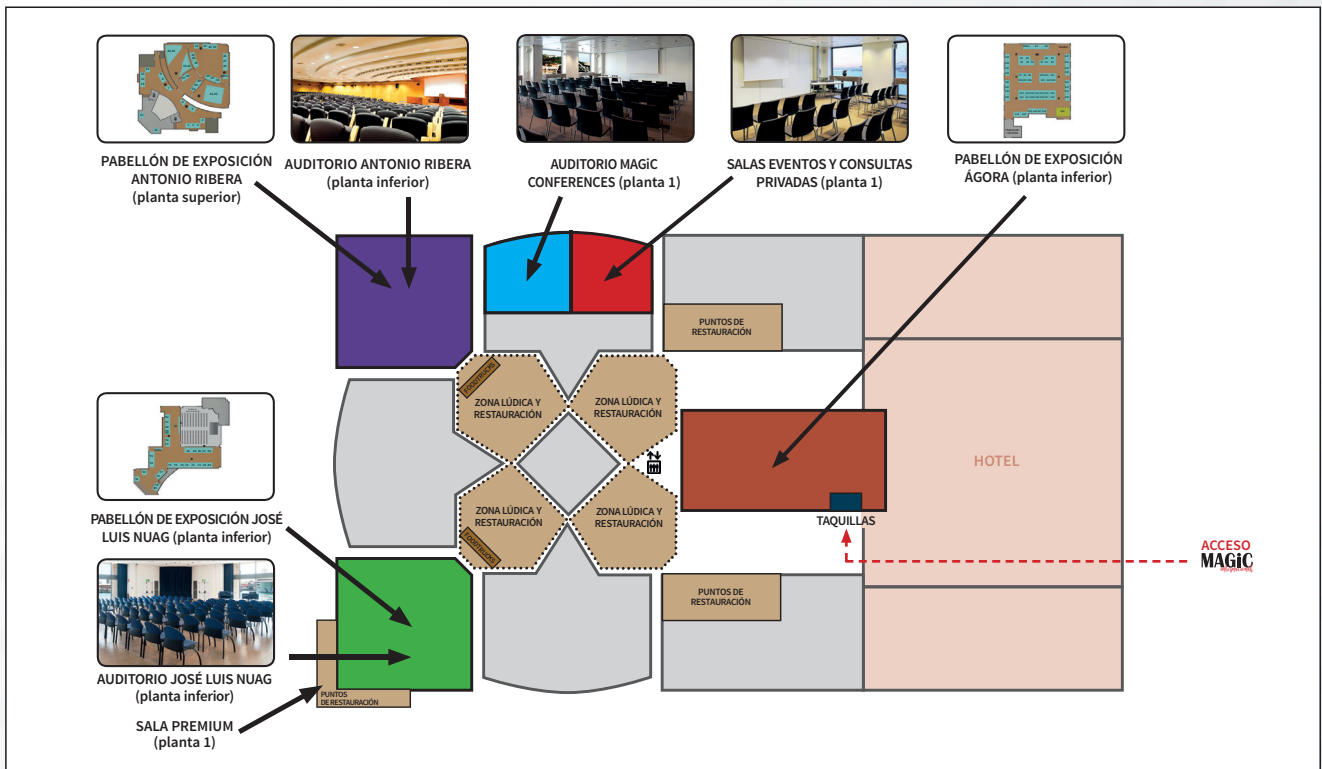 PABELLÓN DE EXPOSICIÓN
ANTONIO RIBERA
(planta superior)
AUDITORIO ANTONIO RIBERA
(planta inferior)
AUDITORIO MAGiC
CONFERENCES (planta 1)
SALAS EVENTOS Y CONSULTAS
PRIVADAS (planta 1)
PABELLÓN DE EXPOSICIÓN
ÁGORA (planta inferior)
PUNTOS DE
RESTAURACIÓN
FOODTRUCKS
ZONA LÚDICA Y
RESTAURACIÓN
ZONA LÚDICA Y
RESTAURACIÓN
HOTEL
PABELLÓN DE EXPOSICIÓN JOSÉ
LUIS NUAG (planta inferior)
ZONA LÚDICA Y
RESTAURACIÓN
FOODTRUCKS
ZONA LÚDICA Y
RESTAURACIÓN
TAQUILLAS
ACCESO
MAGiC
PUNTOS DE
RESTAURACIÓN
AUDITORIO JOSÉ LUIS NUAG
(planta inferior)
PUNTOS
DE RESTAURACIÓN
SALA PREMIUM
(planta 1)